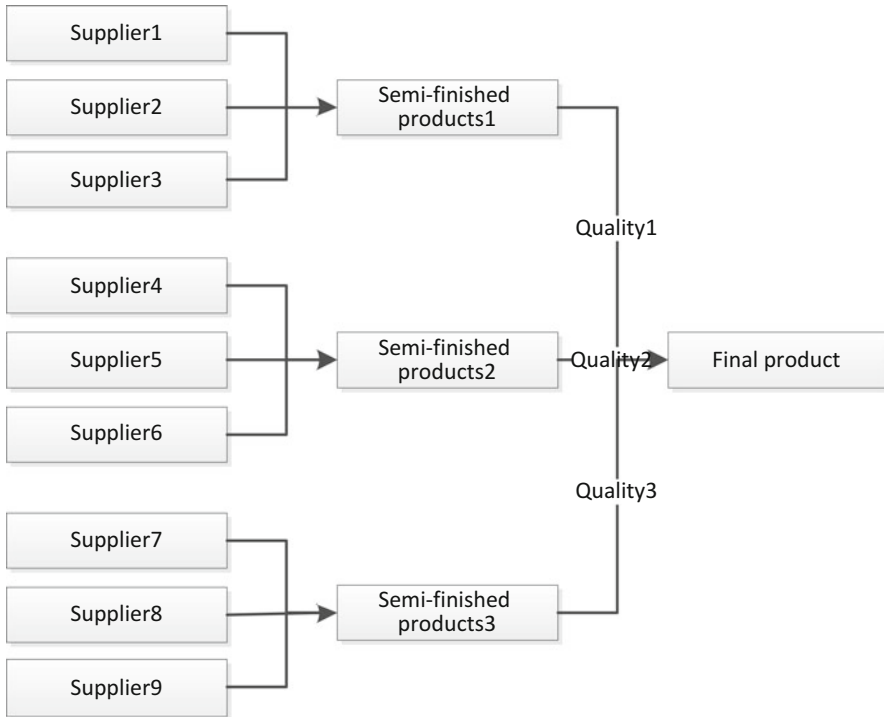 Supplier1
Supplier2
Supplier3
Semi-finished
products1
Quality1
Supplier4
Supplier5
Supplier6
Semi-finished
products2
Quality2
Final product
Quality3
Supplier7
Supplier8
Supplier9
Semi-finished
products3